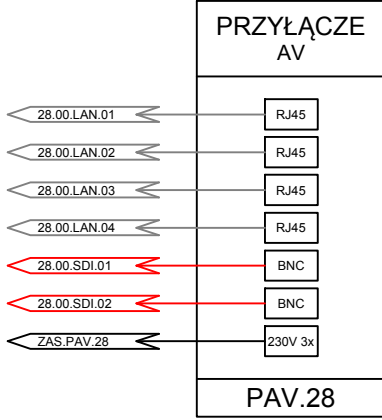 PRZYŁĄCZE
AV
28.00.LAN.01 RJ45
28.00.LAN.02 RJ45
28.00.LAN.03 RJ45
28.00.LAN.04 RJ45
28.00.SDI.01 BNC
28.00.SDI.02 BNC
ZAS.PAV.28 230V 3x
PAV.28